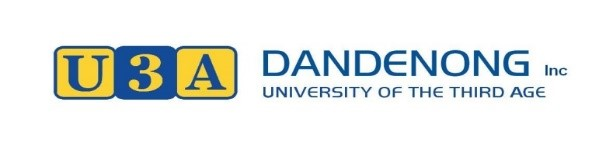 U3A
DANDENONG Inc
UNIVERSITY OF THE THIRD AGE